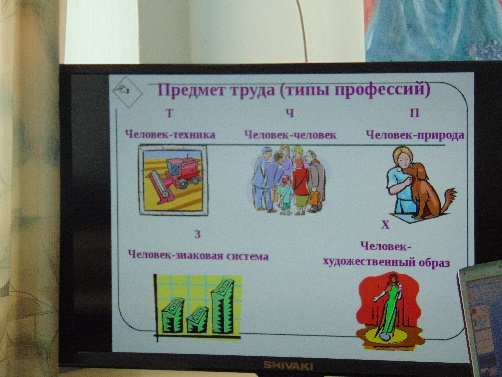 Предмет труда (типы профессий)
Т Ч П
Человек-техника Человек-человек Человек-природа
З Х
Человек-знаковая система
Человек-
художественный образ
SHIVAKI